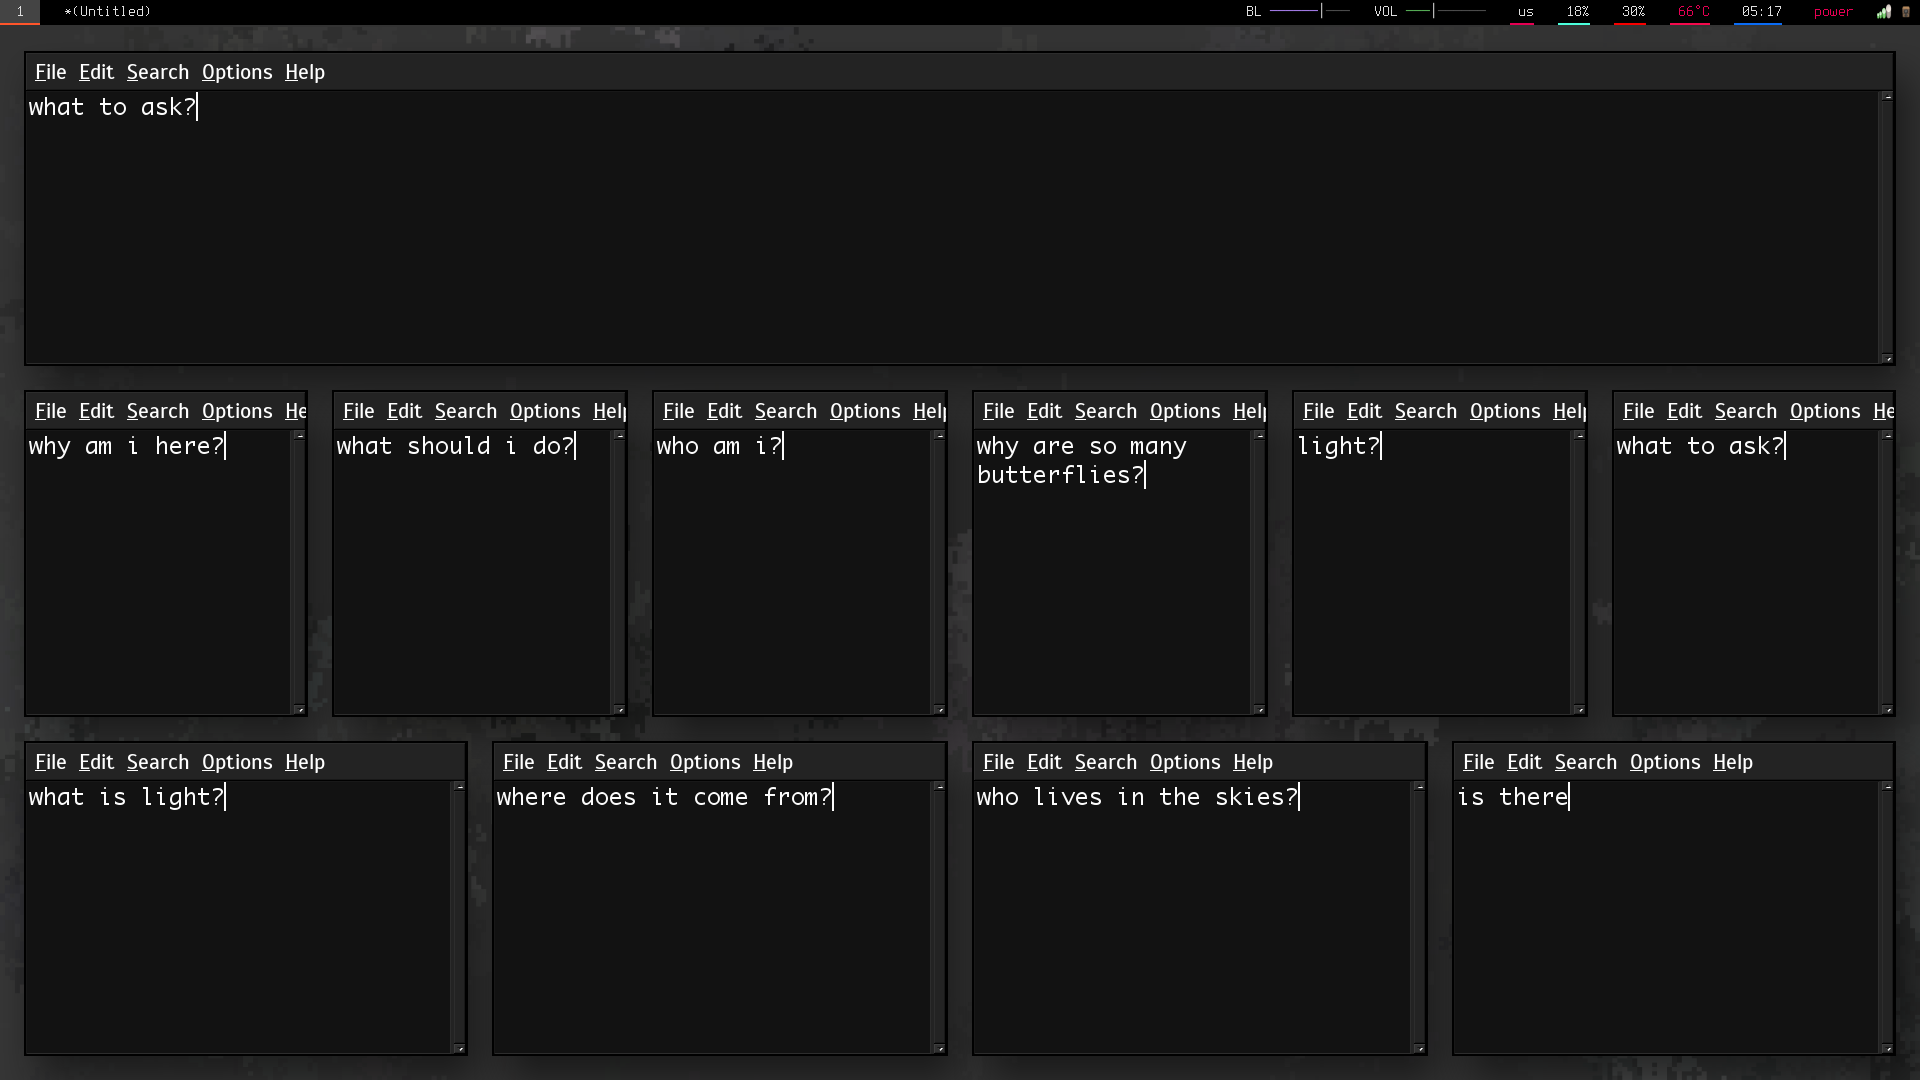 1 *(Untitled) BL VOL us 18% 30% 66°C 05:17 power
File Edit Search Options Help
what to ask?
File Edit Search Options He
why am i here?
File Edit Search Options Help
what should i do?
File Edit Search Options Help
who am i?
File Edit Search Options Help
why are so many
butterflies?
File Edit Search Options Help
light?
File Edit Search Options He
what to ask?
File Edit Search Options Help
what is light?
File Edit Search Options Help
where does it come from?
File Edit Search Options Help
who lives in the skies?
File Edit Search Options Help
is there